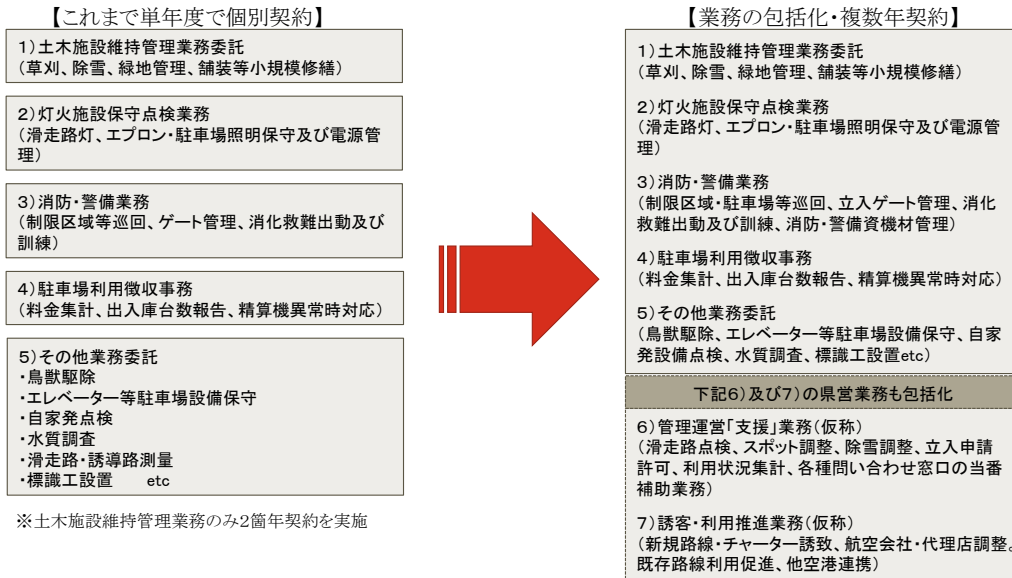 【これまで単年度で個別契約】
1)土木施設維持管理業務委託
(草刈、除雪、緑地管理、舗装等小規模修繕)
2)灯火施設保守点検業務
(滑走路灯、エプロン・駐車場照明保守及び電源管
理)
3)消防・警備業務
(制限区域等巡回、ゲート管理、消化救難出動及び
訓練)
4)駐車場利用徴収事務
(料金集計、出入庫台数報告、精算機異常時対応)
5)その他業務委託
・鳥獣駆除
・エレベーター等駐車場設備保守
・自家発点検
・水質調査
・滑走路・誘導路測量
・標識工設置 etc
※土木施設維持管理業務のみ2箇年契約を実施
【業務の包括化・複数年契約】
1)土木施設維持管理業務委託
(草刈、除雪、緑地管理、舗装等小規模修繕)
2)灯火施設保守点検業務
(滑走路灯、エプロン・駐車場照明保守及び電源管
理)
3)消防・警備業務
(制限区域・駐車場等巡回、立入ゲート管理、消化
救難出動及び訓練、消防・警備資機材管理)
4)駐車場利用徴収事務
(料金集計、出入庫台数報告、精算機異常時対応)
5)その他業務委託
(鳥獣駆除、エレベーター等駐車場設備保守、自家
発設備点検、水質調査、標識工設置etc)
下記6)及び7)の県営業務も包括化
6)管理運営「支援」業務(仮称)
(滑走路点検、スポット調整、除雪調整、立入申請
許可、利用状況集計、各種問い合わせ窓口の当番
補助業務)
7)誘客・利用推進業務(仮称)
(新規路線・チャーター誘致、航空会社・代理店調整。
既存路線利用促進、他空港連携)